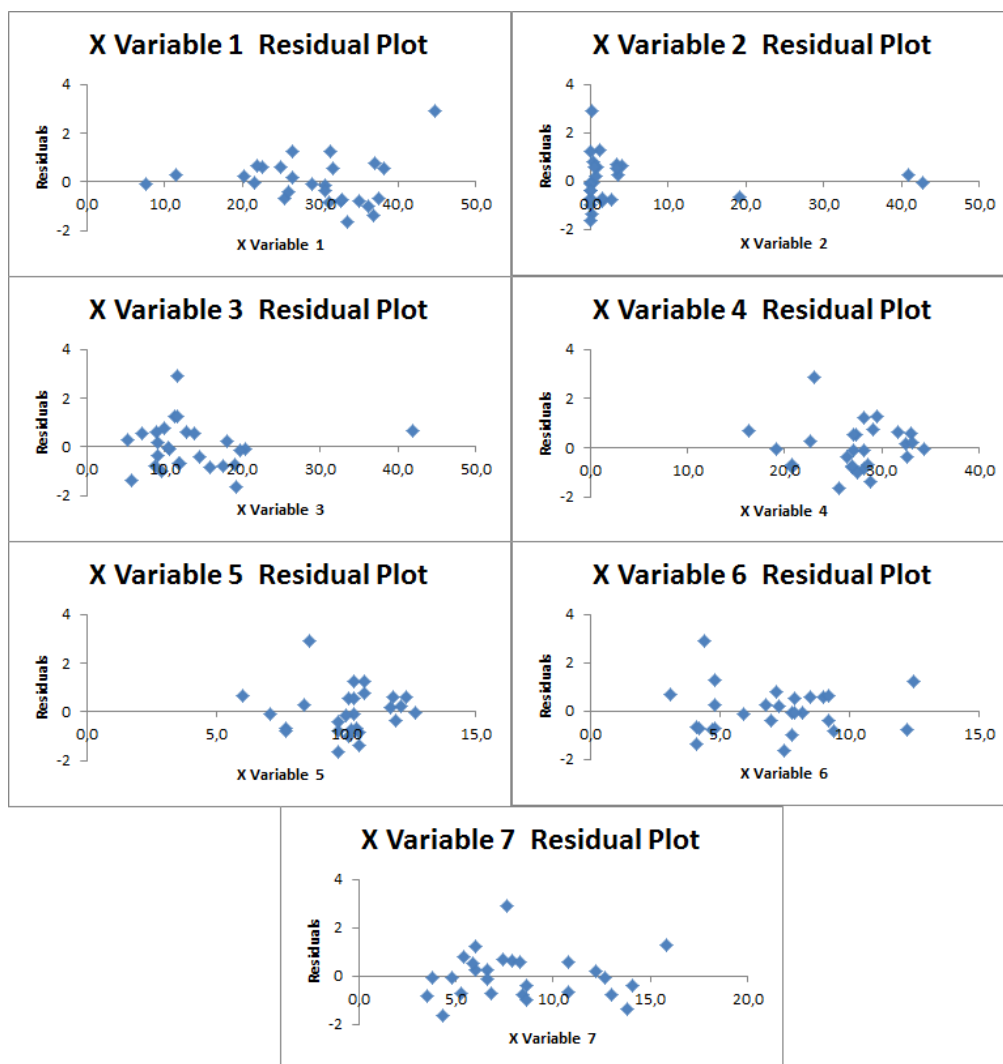 X Variable 1  Residual Plot
4
2
0
-2
0,0 10,0 20,0 30,0 40,0 50,0
Residuals
X Variable 1
X Variable 2  Residual Plot
4
2
0
-2
0,0 10,0 20,0 30,0 40,0 50,0
Residuals
X Variable 2
X Variable 3  Residual Plot
4
2
0
-2
0,0 10,0 20,0 30,0 40,0 50,0
Residuals
X Variable 3
X Variable 4  Residual Plot
4
2
0
-2
0,0 10,0 20,0 30,0 40,0
Residuals
X Variable 4
X Variable 5  Residual Plot
4
2
0
-2
0,0 5,0 10,0 15,0
Residuals
X Variable 5
X Variable 6  Residual Plot
4
2
0
-2
0,0 5,0 10,0 15,0
Residuals
X Variable 6
X Variable 7  Residual Plot
4
2
0
-2
0,0 5,0 10,0 15,0 20,0
Residuals
X Variable 7